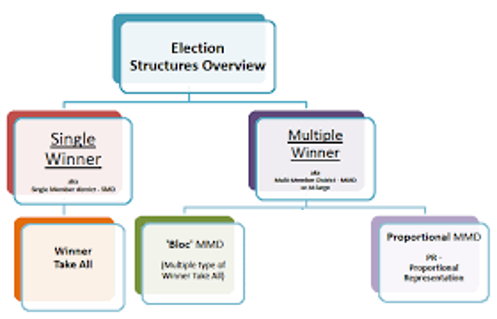 Election
Structures Overview
Single
Winner
aka
Single Member district - SMD
Multiple
Winner
aka
Multi Member District - MMD
or At Large
Winner
Take All
'Bloc' MMD
(Multiple Type of
Winner Take All)
Proportional MMD
PR -
Proportional
Representation